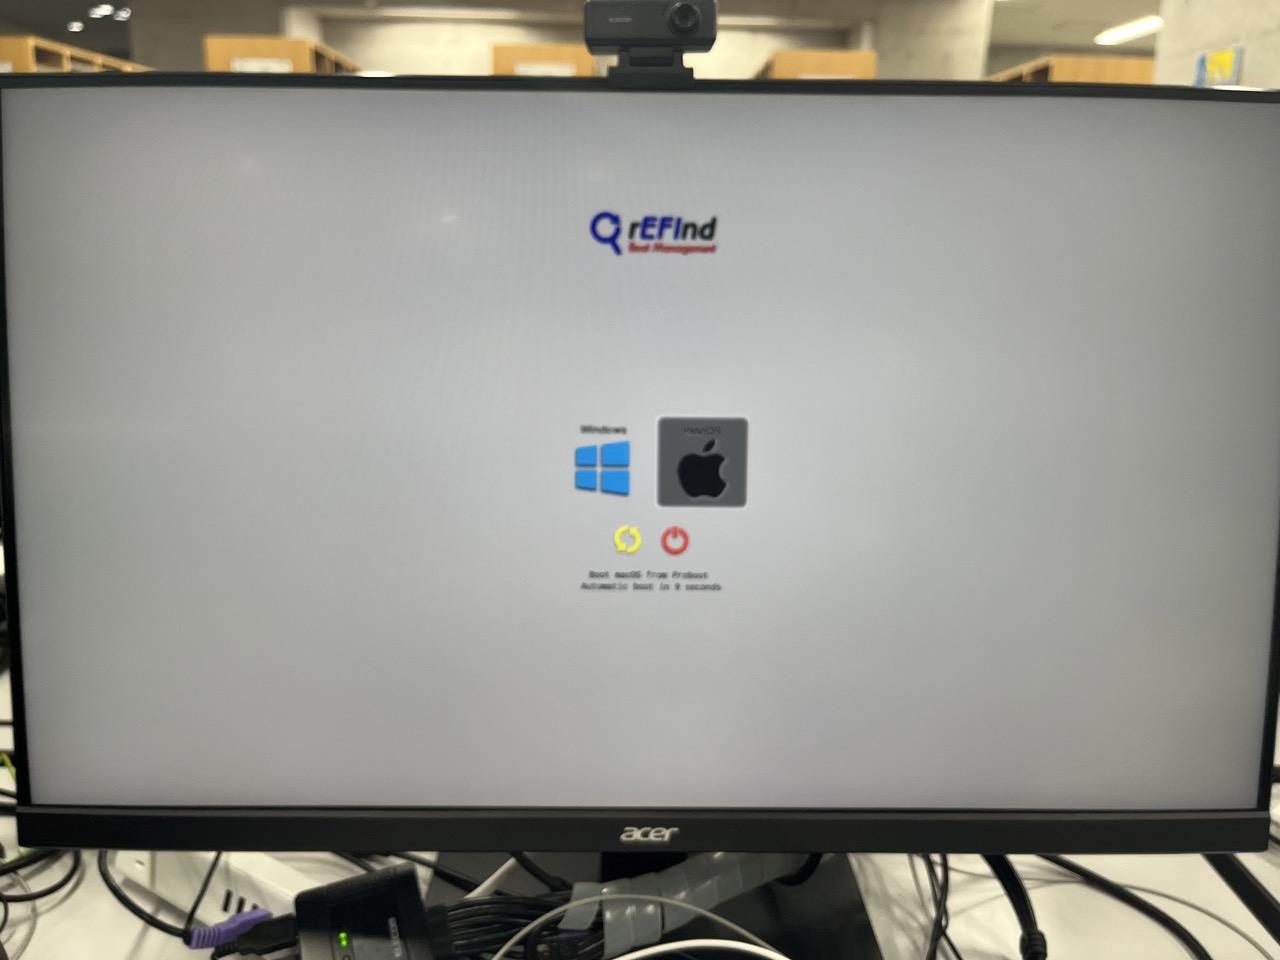 rEFInd
Boot Management
Windows
macOS
Boot macOS from PreBoot
Automatic boot in 9 seconds
acer